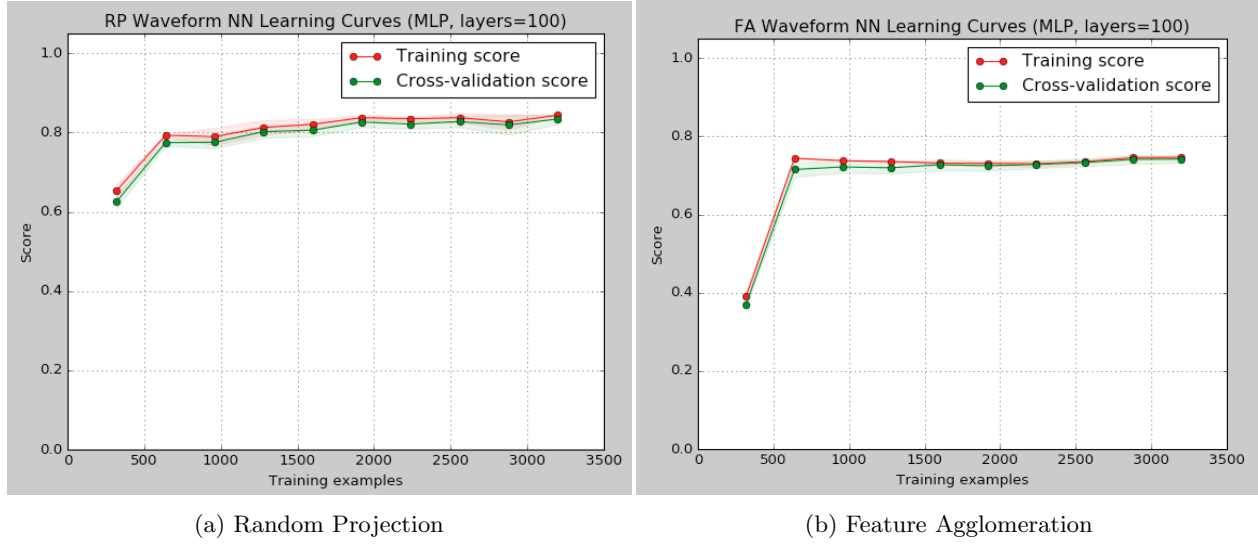 RP Waveform NN Learning Curves (MLP, layers=100)
Training score
Cross-validation score
1.0
0.8
0.6
0.4
0.2
0.0
Score
0 500 1000 1500 2000 2500 3000 3500
Training examples
(a) Random Projection
FA Waveform NN Learning Curves (MLP, layers=100)
Training score
Cross-validation score
1.0
0.8
0.6
0.4
0.2
0.0
Score
0 500 1000 1500 2000 2500 3000 3500
Training examples
(b) Feature Agglomeration